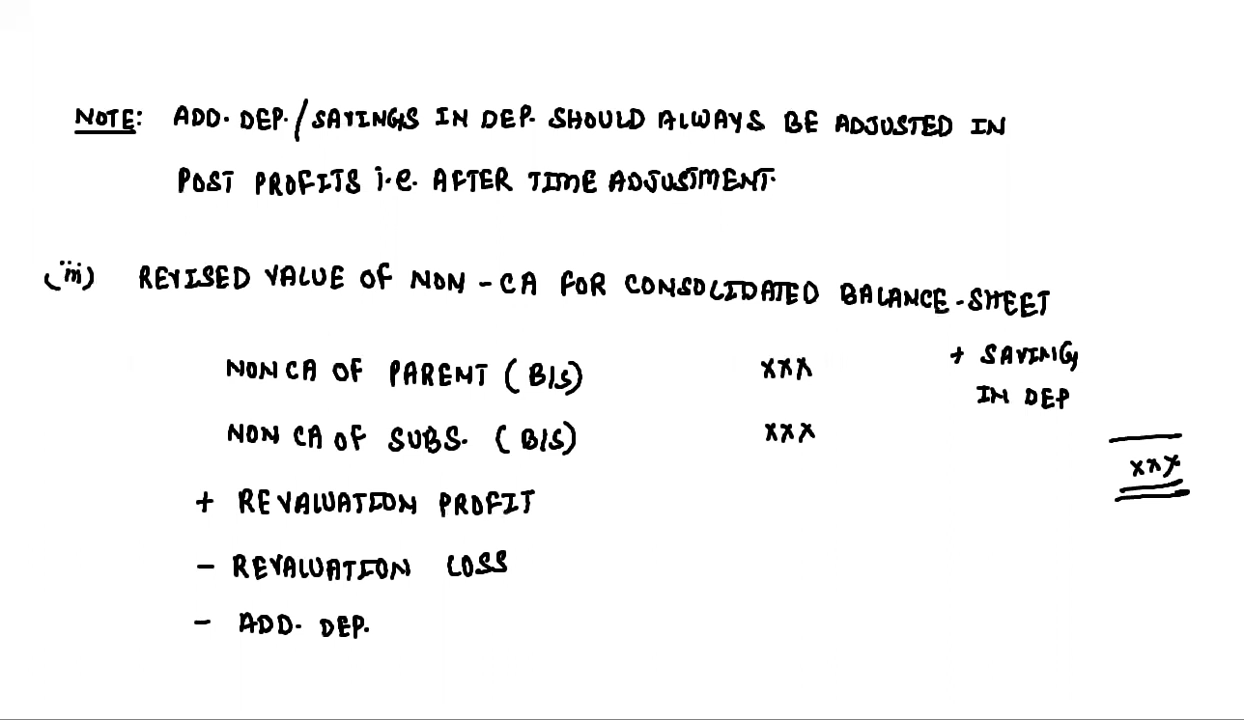 NOTE: ADD. DEP./SAVINGS IN DEP. SHOULD ALWAYS BE ADJUSTED IN
POST PROFITS i.e. AFTER TIME ADJUSTMENT.
(iii) REVISED VALUE OF NON-CA FOR CONSOLIDATED BALANCE-SHEET
NON CA OF PARENT (B/S) XXX
NON CA OF SUBS. (B/S) XXX
+ REVALUATION PROFIT
- REVALUATION LOSS
- ADD. DEP.
+ SAVING
IN DEP
XXX